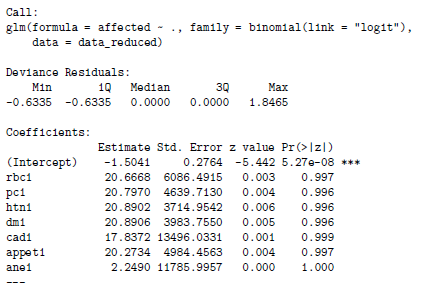 Call:
glm(formula = affected ~ ., family = binomial(link = "logit"),
    data = data_reduced)
Deviance Residuals:
    Min       1Q   Median       3Q      Max
-0.6335  -0.6335   0.0000   0.0000   1.8465
Coefficients:
              Estimate Std. Error z value Pr(>|z|)
(Intercept)    -1.5041     0.2764  -5.442 5.27e-08 ***
rbc1           20.6668  6086.4915   0.003    0.997
pc1            20.7970  4639.7130   0.004    0.996
htn1           20.8902  3714.9542   0.006    0.996
dm1            20.8906  3983.7550   0.005    0.996
cad1           17.8372 13496.0331   0.001    0.999
appet1         20.2734  4984.4563   0.004    0.997
ane1            2.2490 11785.9957   0.000    1.000
---